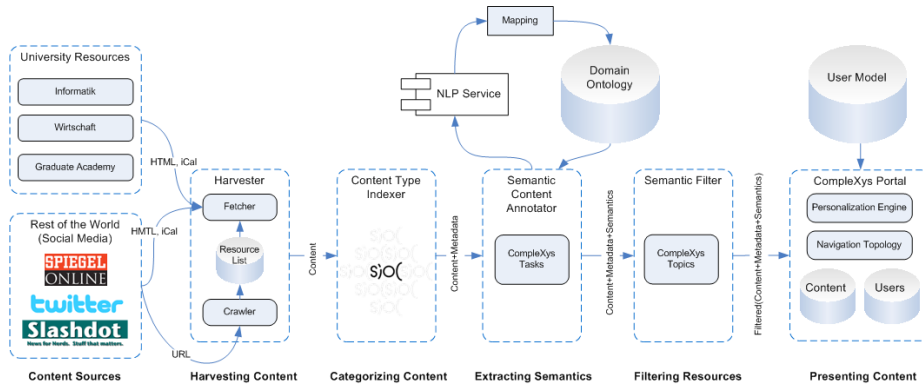 University Resources
Informatik
Wirtschaft
Graduate Academy
HTML, iCal
Rest of the World
(Social Media)
SPIEGEL
ONLINE
twitter
Slashdot
News for Nerds. Stuff that matters.
HMTL, iCal
URL
Harvester
Fetcher
Resource
List
Crawler
Content
Content Type
Indexer
sjo(
Content+Metadata
Mapping
NLP Service
Domain
Ontology
Semantic
Content
Annotator
CompleXys
Tasks
Content+Metadata+Semantics
Semantic Filter
CompleXys
Topics
Filtered(Content+Metadata+Semantics)
User Model
CompleXys Portal
Personalization Engine
Navigation Topology
Content
Users
Content Sources
Harvesting Content
Categorizing Content
Extracting Semantics
Filtering Resources
Presenting Content